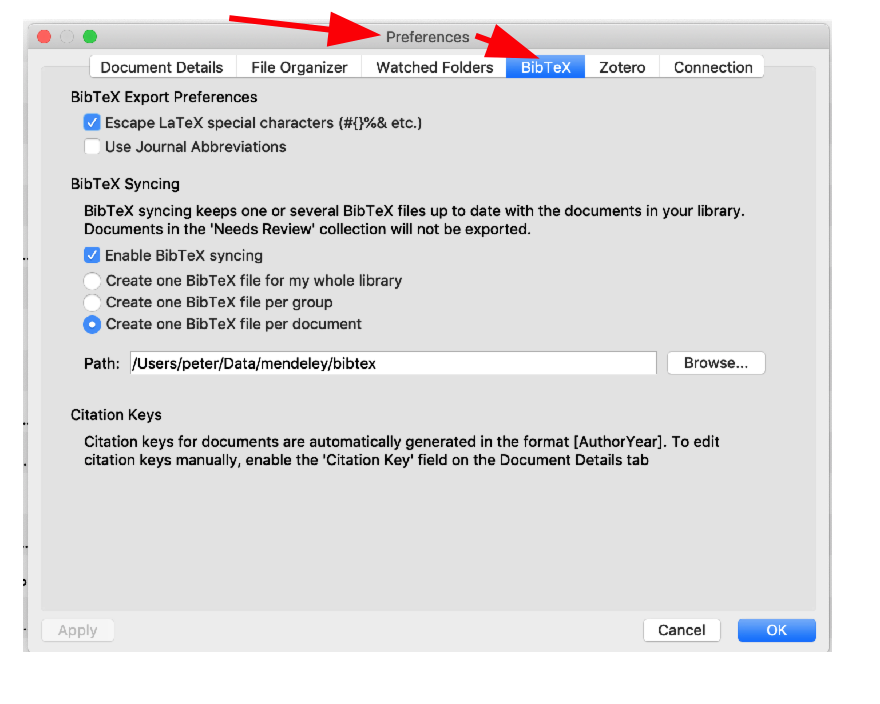 Preferences
Document Details File Organizer Watched Folders BibTeX Zotero Connection
BibTeX Export Preferences
Escape LaTeX special characters (#{}%& etc.)
Use Journal Abbreviations
BibTeX Syncing
BibTeX syncing keeps one or several BibTeX files up to date with the documents in your library.
Documents in the 'Needs Review' collection will not be exported.
Enable BibTeX syncing
Create one BibTeX file for my whole library
Create one BibTeX file per group
Create one BibTeX file per document
Path: /Users/peter/Data/mendeley/bibtex Browse...
Citation Keys
Citation keys for documents are automatically generated in the format [AuthorYear]. To edit
citation keys manually, enable the 'Citation Key' field on the Document Details tab
Apply Cancel OK